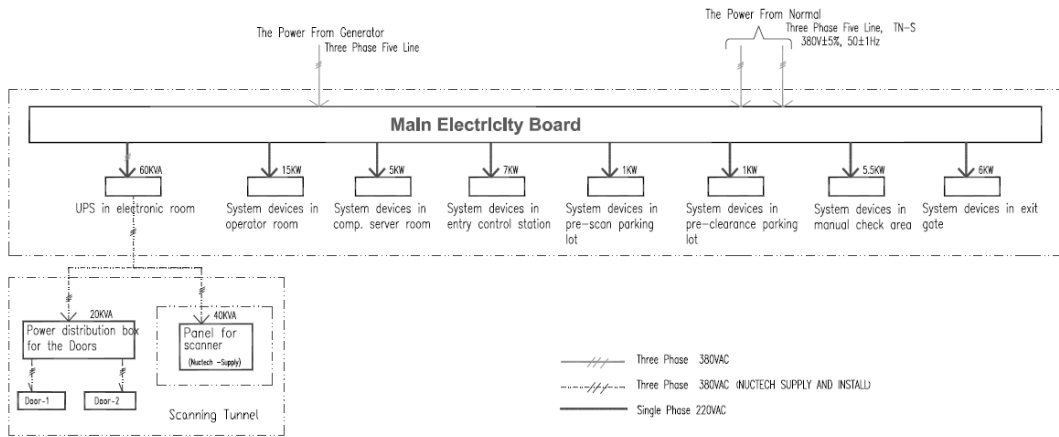 The Power From Generator
Three Phase Five Line
The Power From Normal
Three Phase Five Line, TN-S
380V±5%, 50±1Hz
Main Electricity Board
60KVA
15KW
5KW
7KW
1KW
1KW
5.5KW
6KW
UPS in electronic room
System devices in
operator room
System devices in
comp. server room
System devices in
entry control station
System devices in
pre-scan parking
lot
System devices in
pre-clearance parking
lot
System devices in
manual check area
System devices in exit
gate
20KVA
Power distribution box
for the Doors
Door-1
Door-2
40KVA
Panel for
scanner
(Nuctech -Supply)
Scanning Tunnel
Three Phase 380VAC
Three Phase 380VAC (NUCTECH SUPPLY AND INSTALL)
Single Phase 220VAC